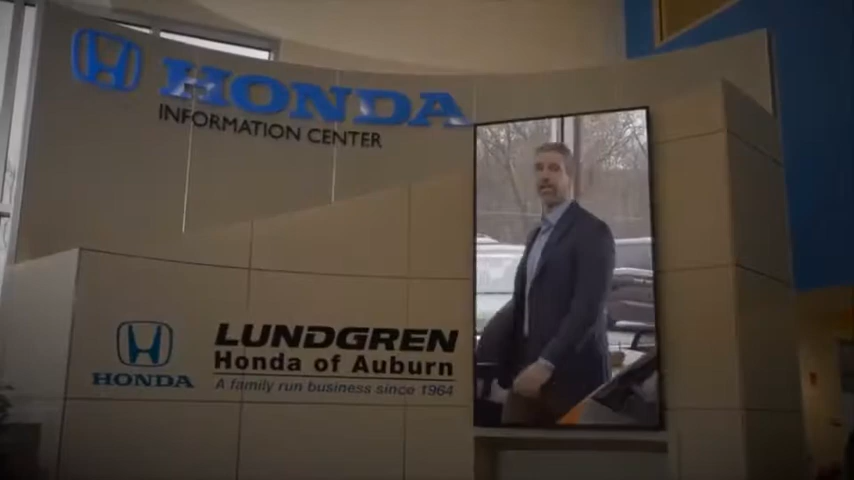 HONDA
INFORMATION CENTER
LUNDGREN
Honda of Auburn
HONDA
A family run business since 1964